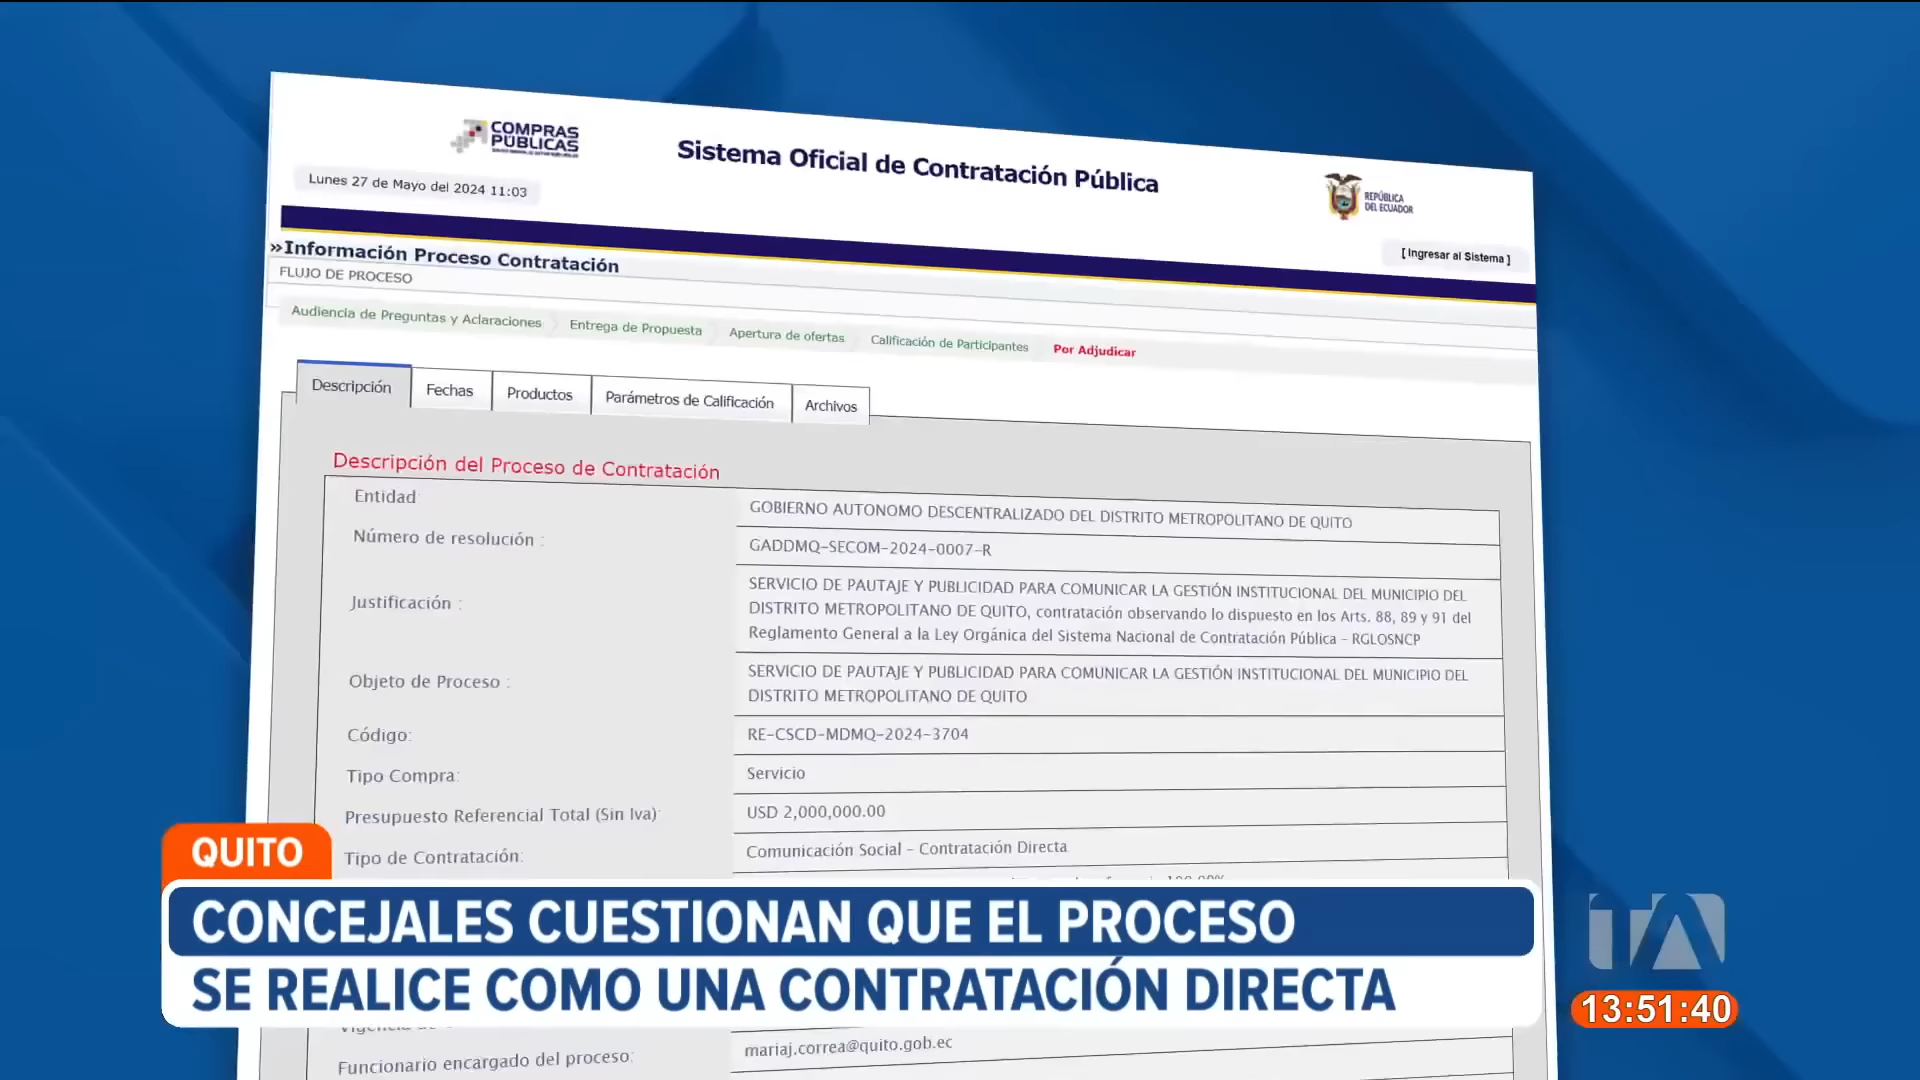 COMPRAS
PÚBLICAS
Sistema Oficial de Contratación Pública
Lunes 27 de Mayo del 2024 11:03
REPÚBLICA
DEL ECUADOR
[ Ingresar al Sistema ]
»Información Proceso Contratación
FLUJO DE PROCESO
Audiencia de Preguntas y Aclaraciones Entrega de Propuesta Apertura de ofertas Calificación de Participantes Por Adjudicar
Descripción Fechas Productos Parámetros de Calificación Archivos
Descripción del Proceso de Contratación
Entidad GOBIERNO AUTONOMO DESCENTRALIZADO DEL DISTRITO METROPOLITANO DE QUITO
Número de resolución : GADDMQ-SECOM-2024-0007-R
Justificación : SERVICIO DE PAUTAJE Y PUBLICIDAD PARA COMUNICAR LA GESTIÓN INSTITUCIONAL DEL MUNICIPIO DEL
DISTRITO METROPOLITANO DE QUITO, contratación observando lo dispuesto en los Arts. 88, 89 y 91 del
Reglamento General a la Ley Orgánica del Sistema Nacional de Contratación Pública - RGLOSNCP
Objeto de Proceso : SERVICIO DE PAUTAJE Y PUBLICIDAD PARA COMUNICAR LA GESTIÓN INSTITUCIONAL DEL MUNICIPIO DEL
DISTRITO METROPOLITANO DE QUITO
Código: RE-CSCD-MDMQ-2024-3704
Tipo Compra: Servicio
Presupuesto Referencial Total (Sin Iva): USD 2,000,000.00
Tipo de Contratación: Comunicación Social - Contratación Directa
QUITO
CONCEJALES CUESTIONAN QUE EL PROCESO
SE REALICE COMO UNA CONTRATACIÓN DIRECTA
TA
13:51:40
Funcionario encargado del proceso: mariaj.correa@quito.gob.ec